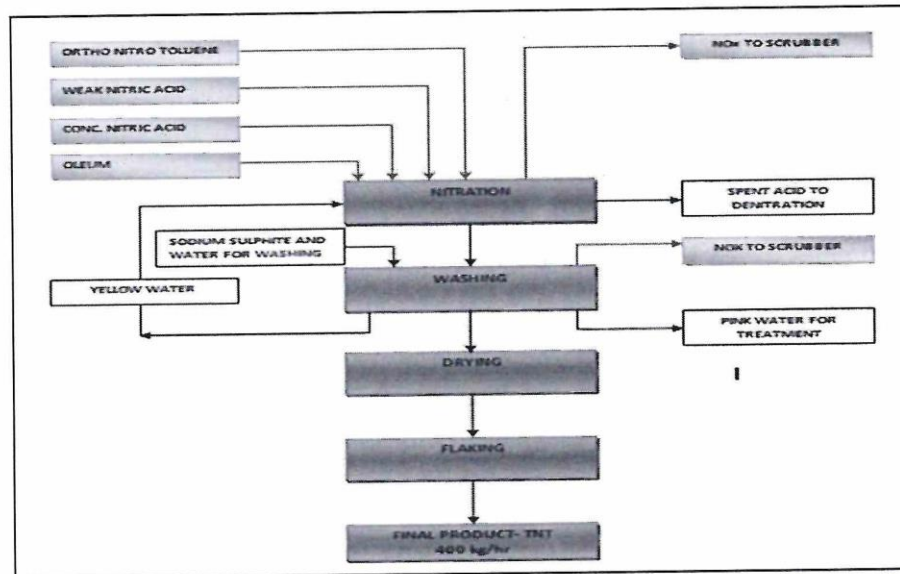 ORTHO NITRO TOLUENE
NOx TO SCRUBBER
WEAK NITRIC ACID
CONC. NITRIC ACID
OLEUM
NITRATION
SPENT ACID TO
DENITRATION
SODIUM SULPHITE AND
WATER FOR WASHING
NOX TO SCRUBBER
WASHING
YELLOW WATER
PINK WATER FOR
TREATMENT
DRYING
FLAKING
FINAL PRODUCT- TNT
400 kg/hr